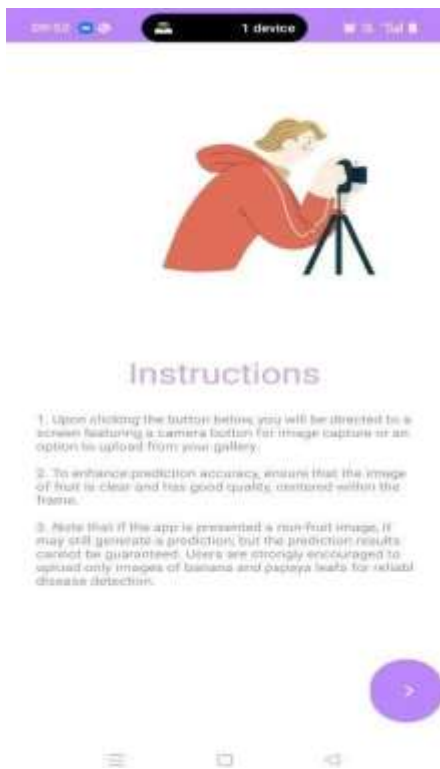 09:52
1 device
Instructions
1. Upon clicking the button below, you will be directed to a
screen featuring a camera button for image capture or an
option to upload from your gallery.
2. To enhance prediction accuracy, ensure that the image
of fruit is clear and has good quality, centered within the
frame.
3. Note that if the app is presented a non-fruit image, it
may still generate a prediction, but the prediction results
cannot be guaranteed. Users are strongly encouraged to
upload only images of banana and papaya leafs for reliabl
disease detection.